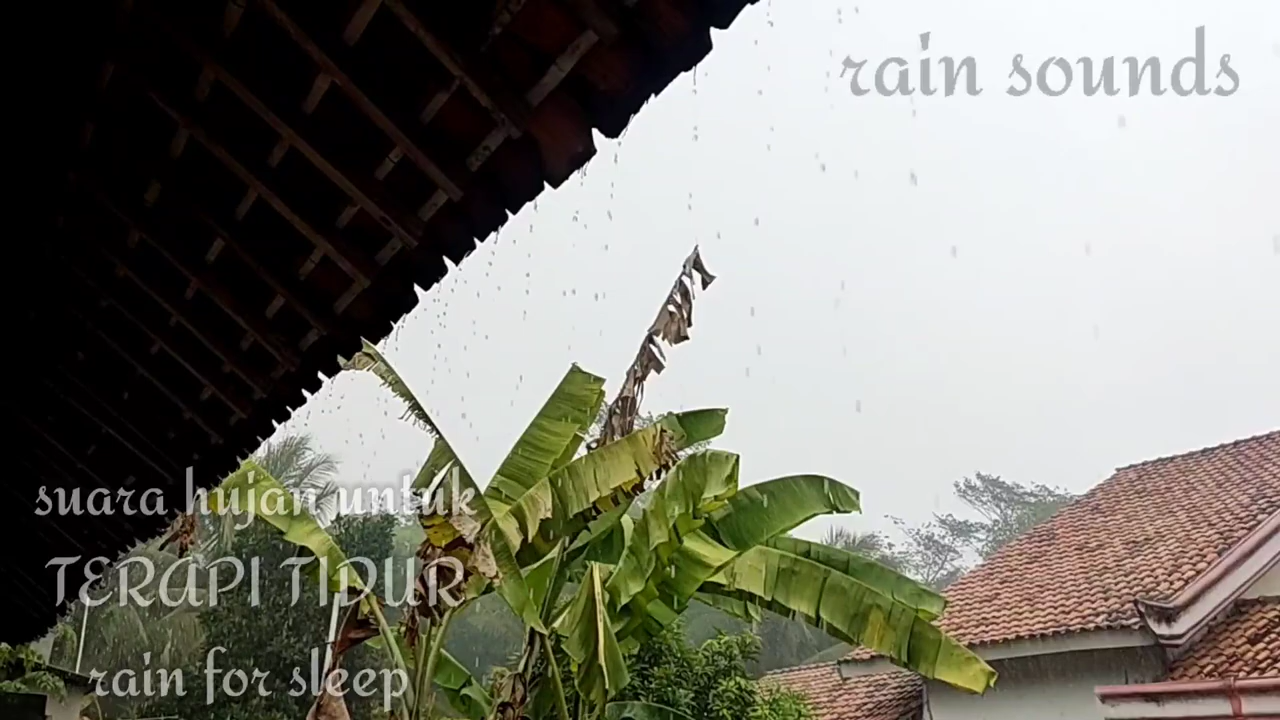 rain sounds
suara hujan untuk
TERAPI TIDUR
rain for sleep